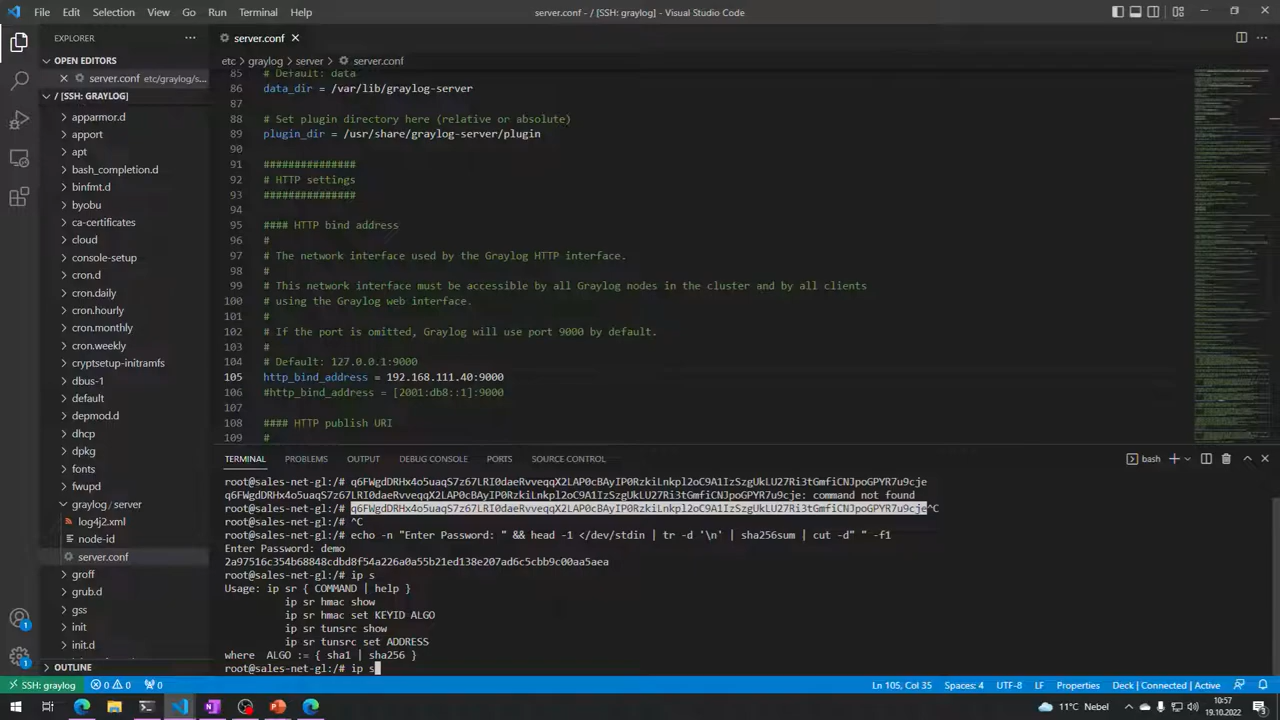 File Edit Selection View Go Run Terminal Help
server.conf - / [SSH: graylog] - Visual Studio Code
EXPLORER
OPEN EDITORS
server.conf etc/graylog/s...
/ [SSH: GRAYLOG]
apparmor.d
apport
apt
bash_completion.d
binfmt.d
byobu
ca-certificates
cloud
console-setup
cron.d
cron.daily
cron.hourly
cron.monthly
cron.weekly
cryptsetup-initramfs
dbus-1
default
depmod.d
dhcp
dpkg
fonts
fwupd
graylog / server
log4j2.xml
node-id
server.conf
groff
grub.d
gss
init
init.d
OUTLINE
server.conf
etc > graylog > server > server.conf
85 # Default: data
86 data_dir = /var/lib/graylog-server
87
88 # Set plugin directory here (relative or absolute)
89 plugin_dir = /usr/share/graylog-server/plugin
90
91 ###############
92 # HTTP settings
93 ###############
94
95 #### HTTP bind address
96 #
97 # The network interface used by the Graylog HTTP interface.
98 #
99 # This network interface must be accessible by all Graylog nodes in the cluster and by all clients
100 # using the Graylog web interface.
101 #
102 # If the port is omitted, Graylog will use port 9000 by default.
103 #
104 # Default: 127.0.0.1:9000
105 http_bind_address = 192.168.111.40:9000
106 #http_bind_address = [2001:db8::1]:9000
107
108 #### HTTP publish URI
109 #
TERMINAL PROBLEMS OUTPUT DEBUG CONSOLE PORTS SOURCE CONTROL
bash
root@sales-net-gl:/# q6FWgdDRHx4o5uaqS7z67LRI0daeRvveqqX2LAP0cBAyIP0RzkiLnkpl2oC9A1IzSzgUkLU27Ri3tGmfiCNJpoGPYR7u9cje
q6FWgdDRHx4o5uaqS7z67LRI0daeRvveqqX2LAP0cBAyIP0RzkiLnkpl2oC9A1IzSzgUkLU27Ri3tGmfiCNJpoGPYR7u9cje: command not found
root@sales-net-gl:/# q6FWgdDRHx4o5uaqS7z67LRI0daeRvveqqX2LAP0cBAyIP0RzkiLnkpl2oC9A1IzSzgUkLU27Ri3tGmfiCNJpoGPYR7u9cje^C
root@sales-net-gl:/# ^C
root@sales-net-gl:/# echo -n "Enter Password: " && head -1 </dev/stdin | tr -d '\n' | sha256sum | cut -d" " -f1
Enter Password: demo
2a97516c354b68848cdbd8f54a226a0a55b21ed138e207ad6c5cbb9c00aa5aea
root@sales-net-gl:/# ip s
Usage: ip sr { COMMAND | help }
ip sr hmac show
ip sr hmac set KEYID ALGO
ip sr tunsrc show
ip sr tunsrc set ADDRESS
where ALGO := { sha1 | sha256 }
root@sales-net-gl:/# ip s
SSH: graylog 0 0 0
Ln 105, Col 35 Spaces: 4 UTF-8 LF Properties Deck | Connected | Active
11°C Nebel
10:57
19.10.2022
3